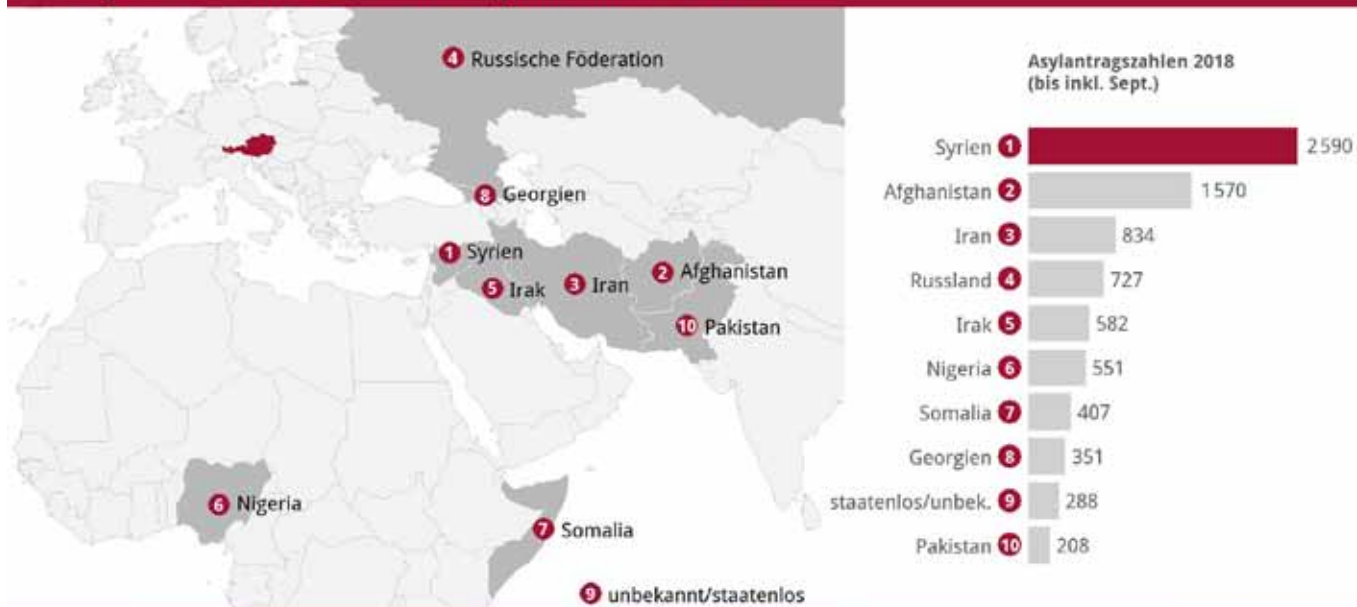 4 Russische Föderation
8 Georgien
1 Syrien
5 Irak
3 Iran
2 Afghanistan
10 Pakistan
6 Nigeria
7 Somalia
9 unbekannt/staatenlos
Asylantragszahlen 2018
(bis inkl. Sept.)
Syrien 1 2590
Afghanistan 2 1570
Iran 3 834
Russland 4 727
Irak 5 582
Nigeria 6 551
Somalia 7 407
Georgien 8 351
staatenlos/unbek. 9 288
Pakistan 10 208